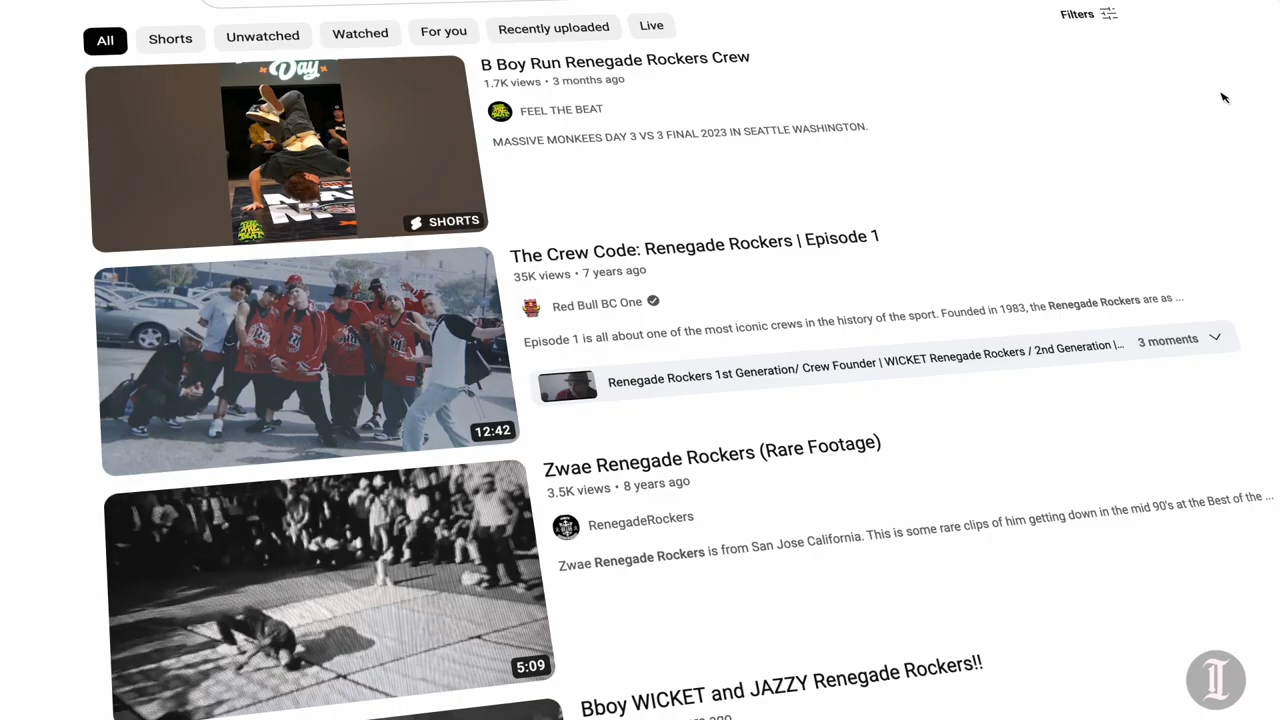 All
Shorts
Unwatched
Watched
For you
Recently uploaded
Live
Filters
Day
SHORTS
B Boy Run Renegade Rockers Crew
1.7K views • 3 months ago
FEEL THE BEAT
MASSIVE MONKEES DAY 3 VS 3 FINAL 2023 IN SEATTLE WASHINGTON.
12:42
The Crew Code: Renegade Rockers | Episode 1
35K views • 7 years ago
Red Bull BC One
Episode 1 is all about one of the most iconic crews in the history of the sport. Founded in 1983, the Renegade Rockers are as ...
Renegade Rockers 1st Generation/ Crew Founder | WICKET Renegade Rockers / 2nd Generation |...
3 moments
5:09
Zwae Renegade Rockers (Rare Footage)
3.5K views • 8 years ago
RenegadeRockers
Zwae Renegade Rockers is from San Jose California. This is some rare clips of him getting down in the mid 90's at the Best of the ...
Bboy WICKET and JAZZY Renegade Rockers!!